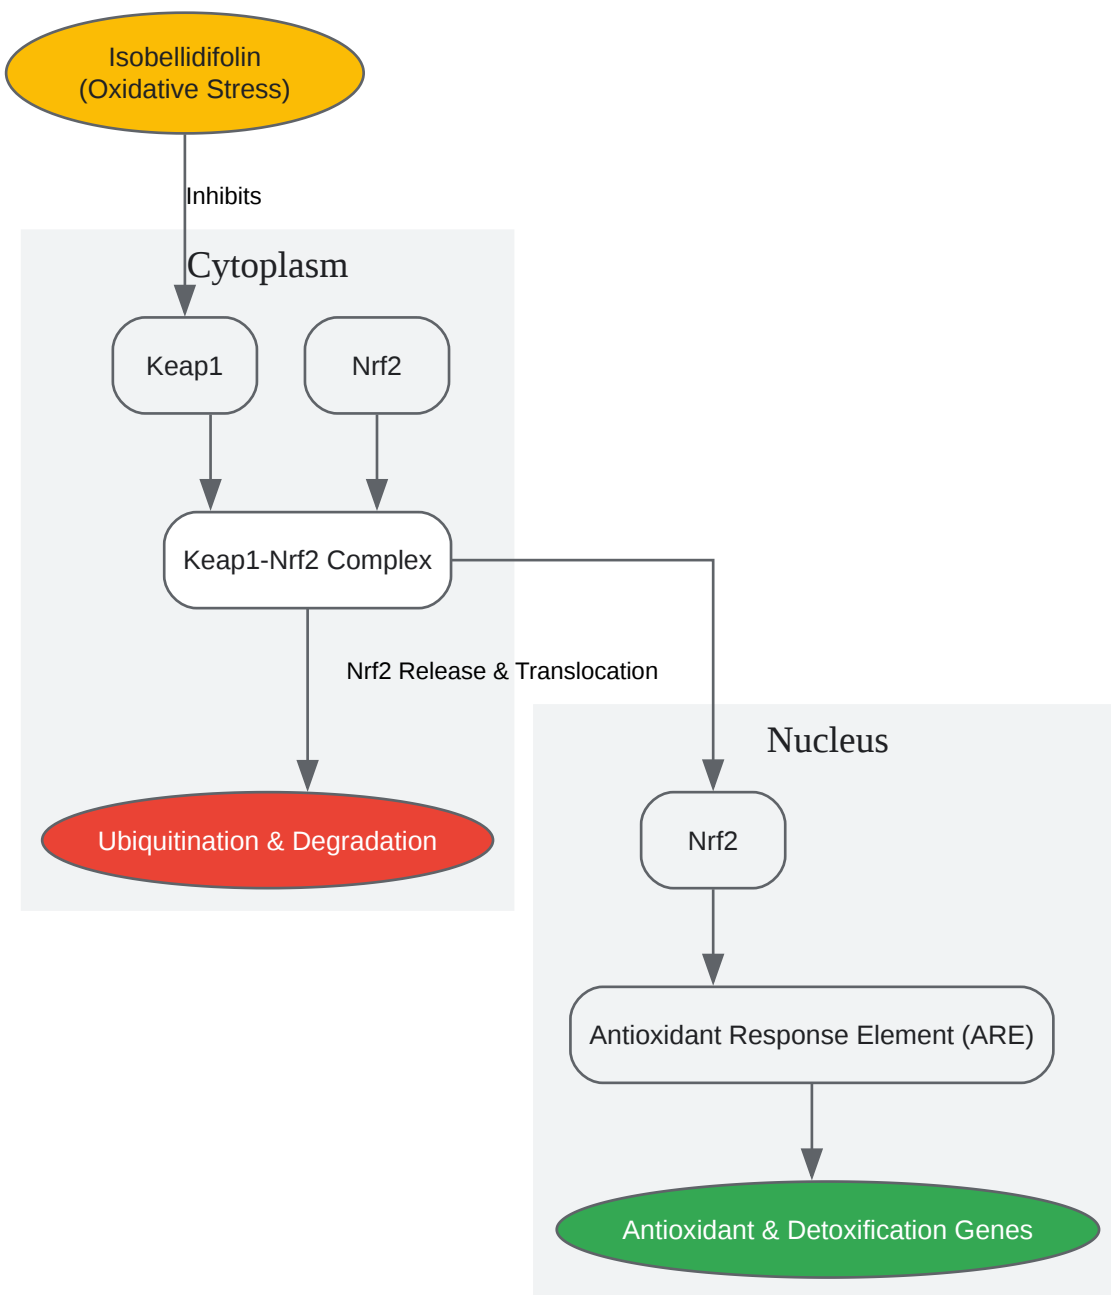 Isobellidifolin
(Oxidative Stress)
Inhibits
Cytoplasm
Keap1
Nrf2
Keap1-Nrf2 Complex
Nrf2 Release & Translocation
Nucleus
Ubiquitination & Degradation
Nrf2
Antioxidant Response Element (ARE)
Antioxidant & Detoxification Genes